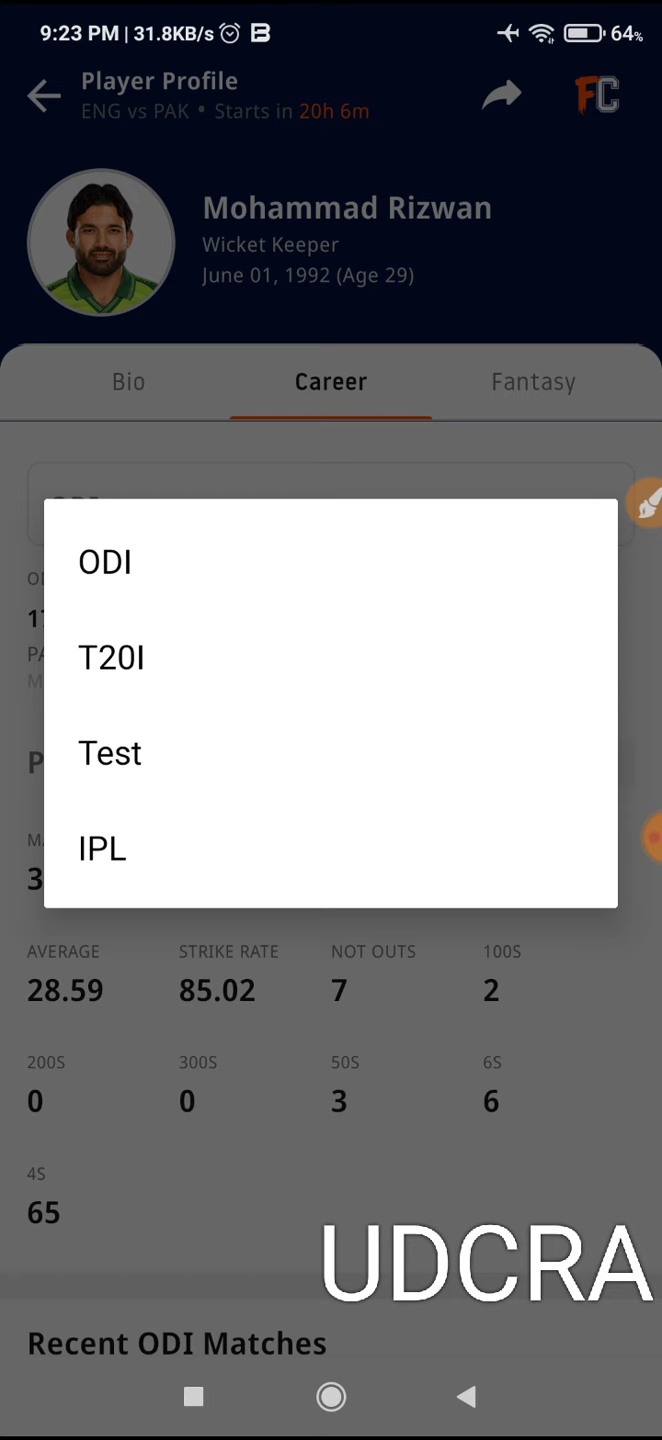 9:23 PM | 31.8KB/s 64%
Player Profile
ENG vs PAK • Starts in 20h 6m
FC
Mohammad Rizwan
Wicket Keeper
June 01, 1992 (Age 29)
Bio Career Fantasy
ODI
T20I
Test
IPL
AVERAGE STRIKE RATE NOT OUTS 100S
28.59 85.02 7 2
200S 300S 50S 6S
0 0 3 6
4S
65
UDCRA
Recent ODI Matches